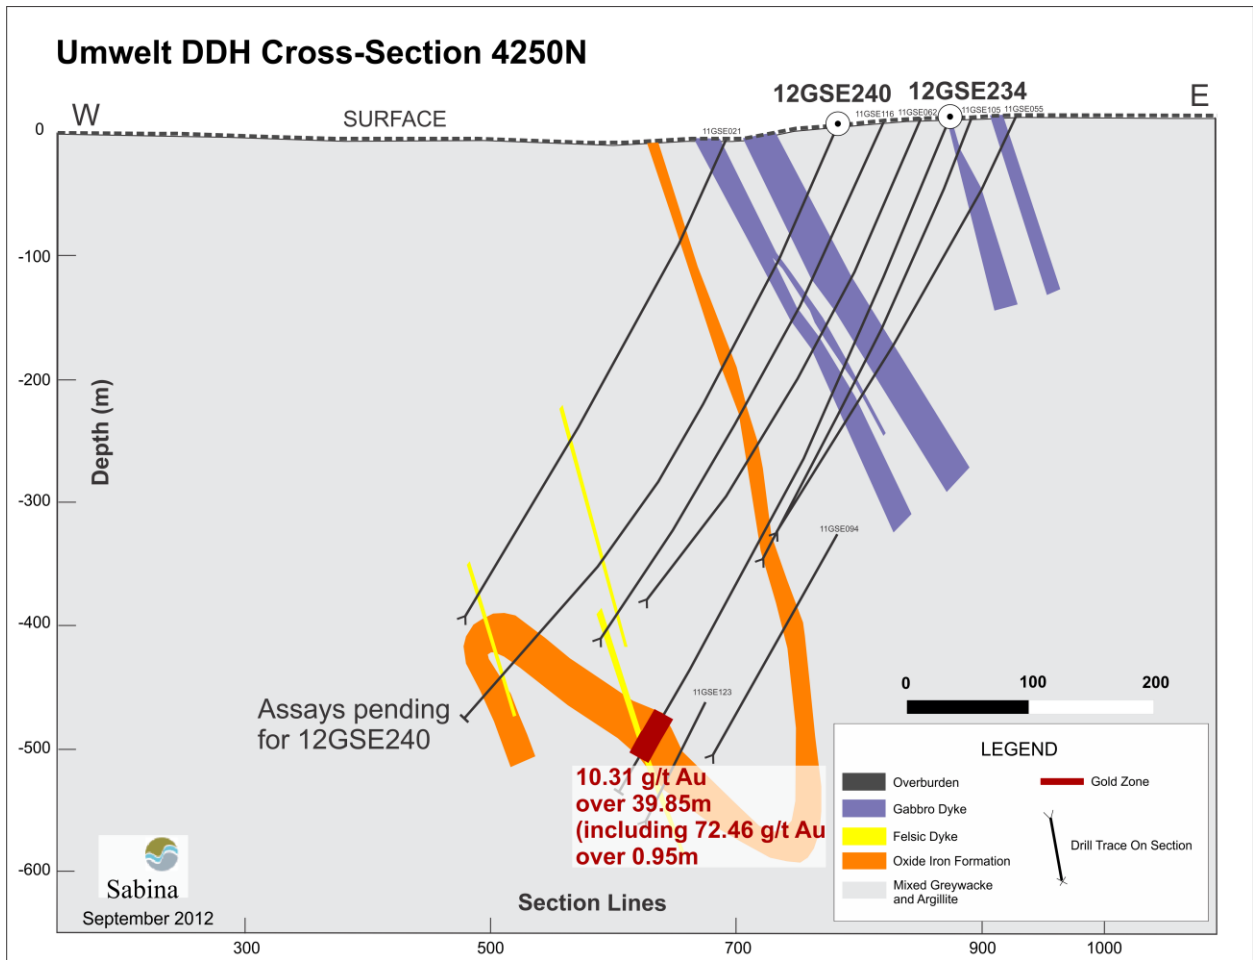 Umwelt DDH Cross-Section 4250N
W
SURFACE
12GSE240
12GSE234
E
11GSE021
11GSE116
11GSE062
11GSE105
11GSE055
0
-100
-200
-300
-400
-500
-600
Depth (m)
11GSE094
11GSE123
Assays pending
for 12GSE240
10.31 g/t Au
over 39.85m
(including 72.46 g/t Au
over 0.95m
0
100
200
LEGEND
Overburden
Gabbro Dyke
Felsic Dyke
Oxide Iron Formation
Mixed Greywacke
and Argillite
Gold Zone
Drill Trace On Section
Sabina
September 2012
Section Lines
300
500
700
900
1000